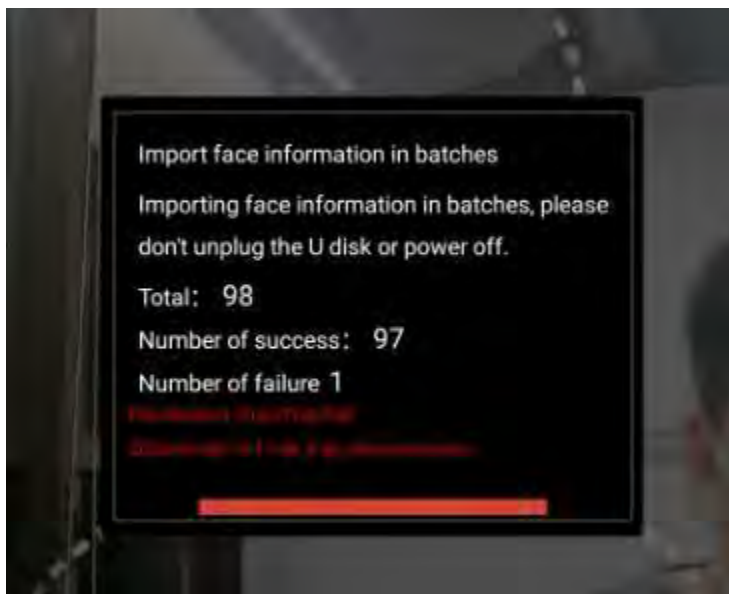 Import face information in batches
Importing face information in batches, please
don't unplug the U disk or power off.
Total： 98
Number of success： 97
Number of failure 1